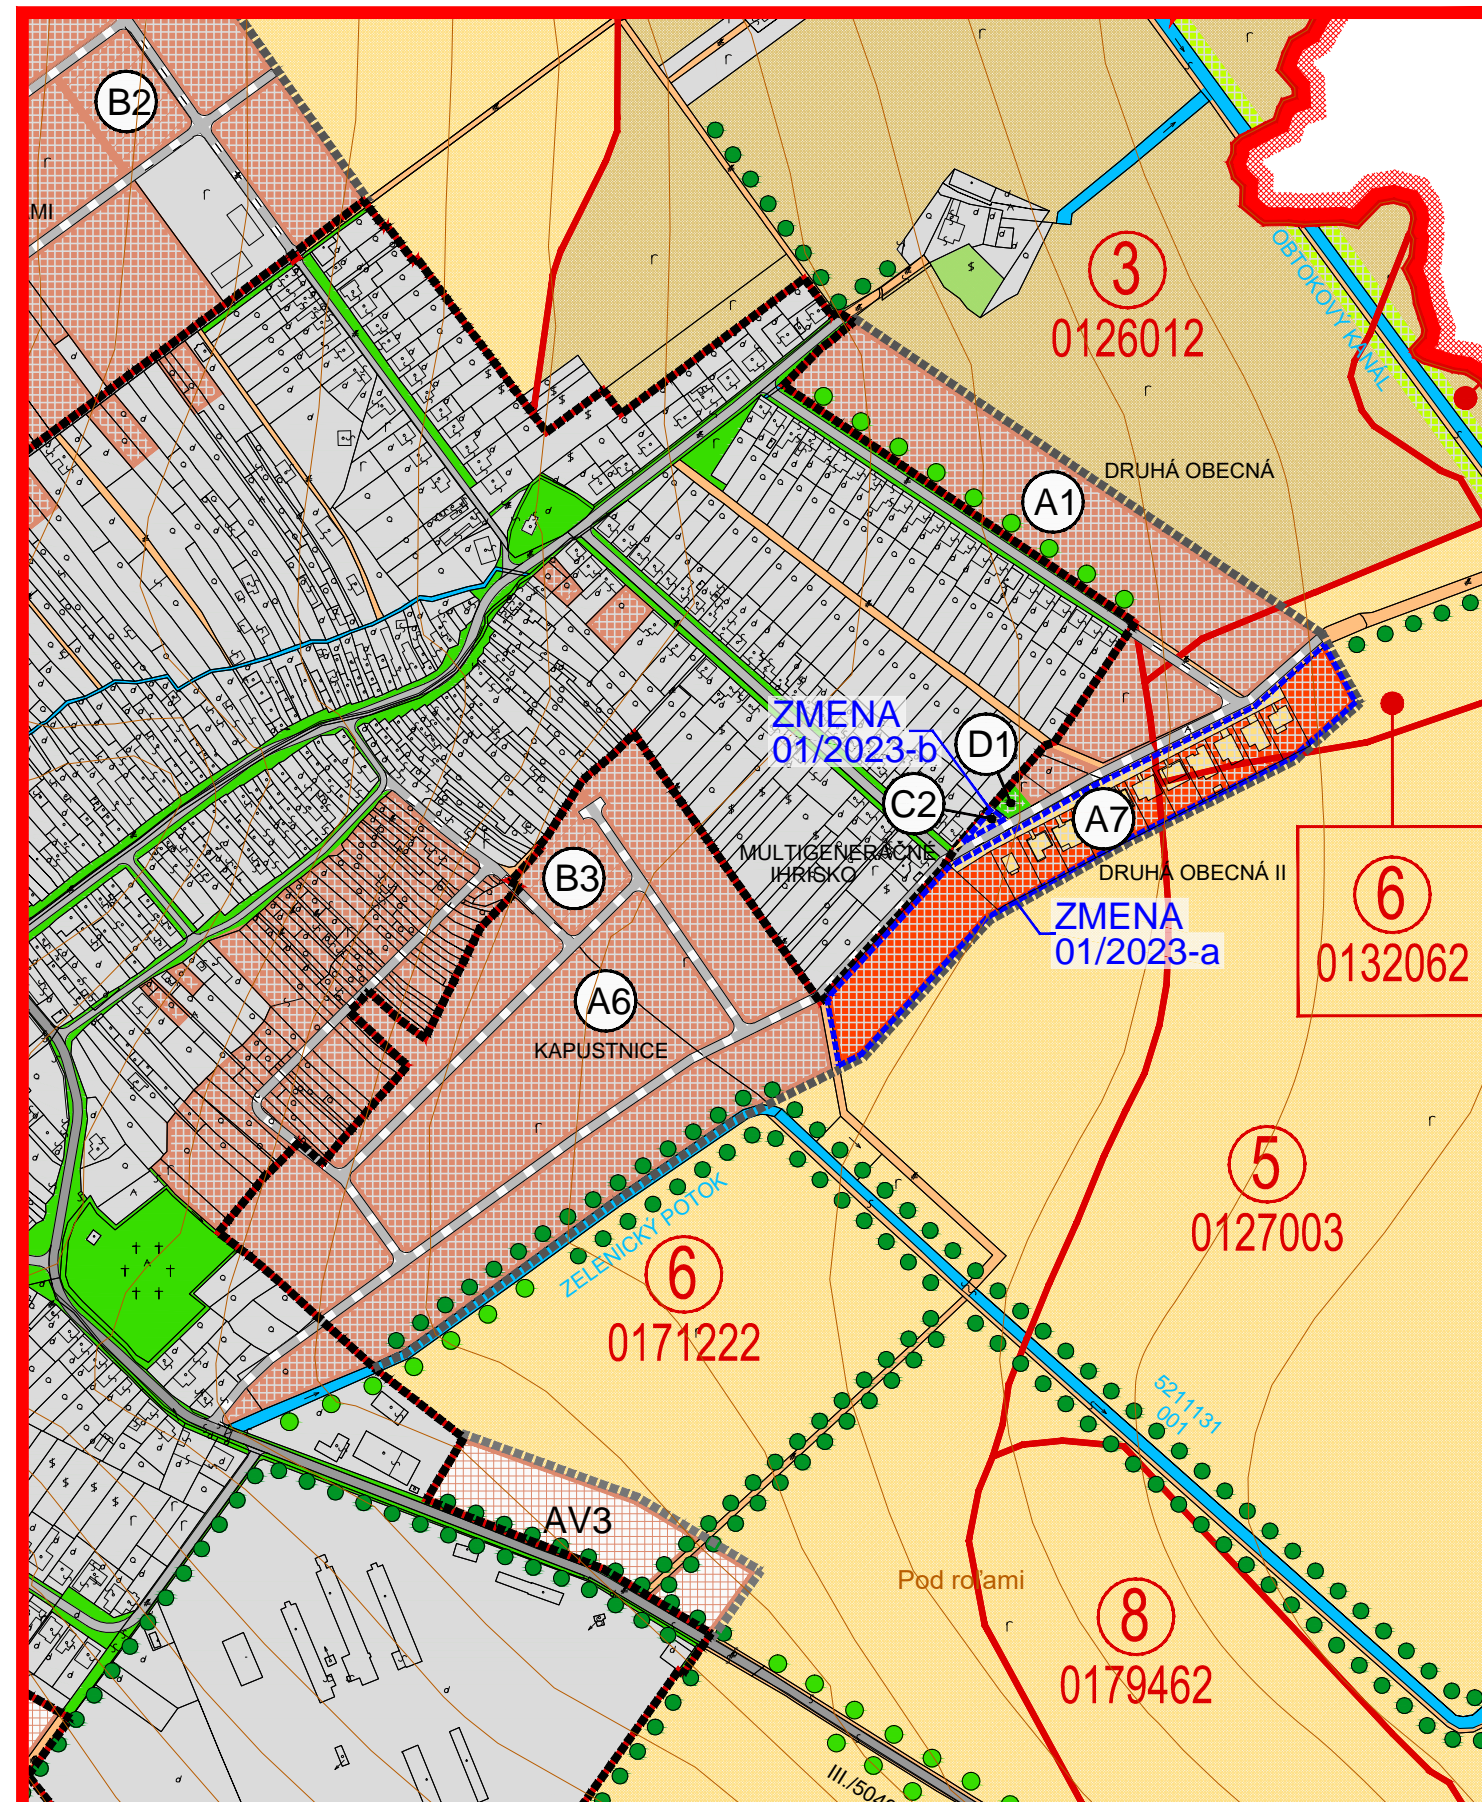 B2
MI
3
0126012
OBTOKOVÝ KANÁL
DRUHÁ OBECNÁ
A1
ZMENA
01/2023-b
D1
C2
A7
MULTIGENERAČNÉ
IHRISKO
DRUHÁ OBECNÁ II
B3
ZMENA
01/2023-a
6
0132062
A6
KAPUSTNICE
5
0127003
ZELENICKÝ POTOK
6
0171222
5211131
001
AV3
Pod roľami
8
0179462